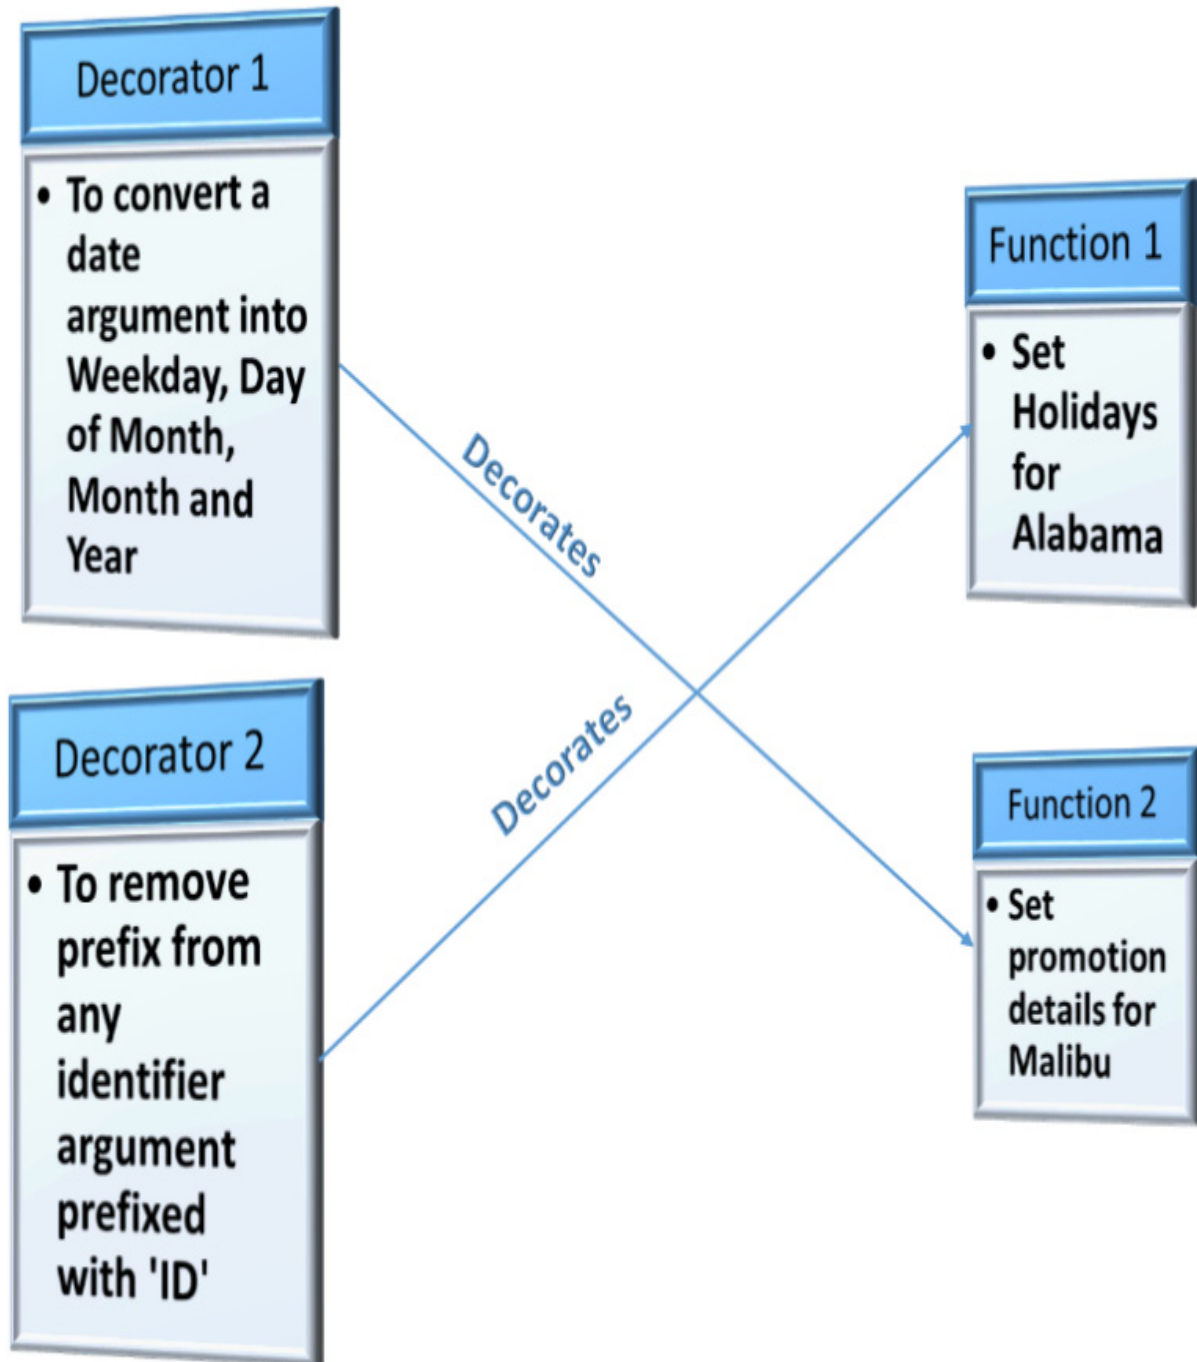 Decorator 1
• To convert a
date
argument into
Weekday, Day
of Month,
Month and
Year
Decorates
Function 1
• Set
Holidays
for
Alabama
Decorator 2
• To remove
prefix from
any
identifier
argument
prefixed
with 'ID'
Decorates
Function 2
• Set
promotion
details for
Malibu